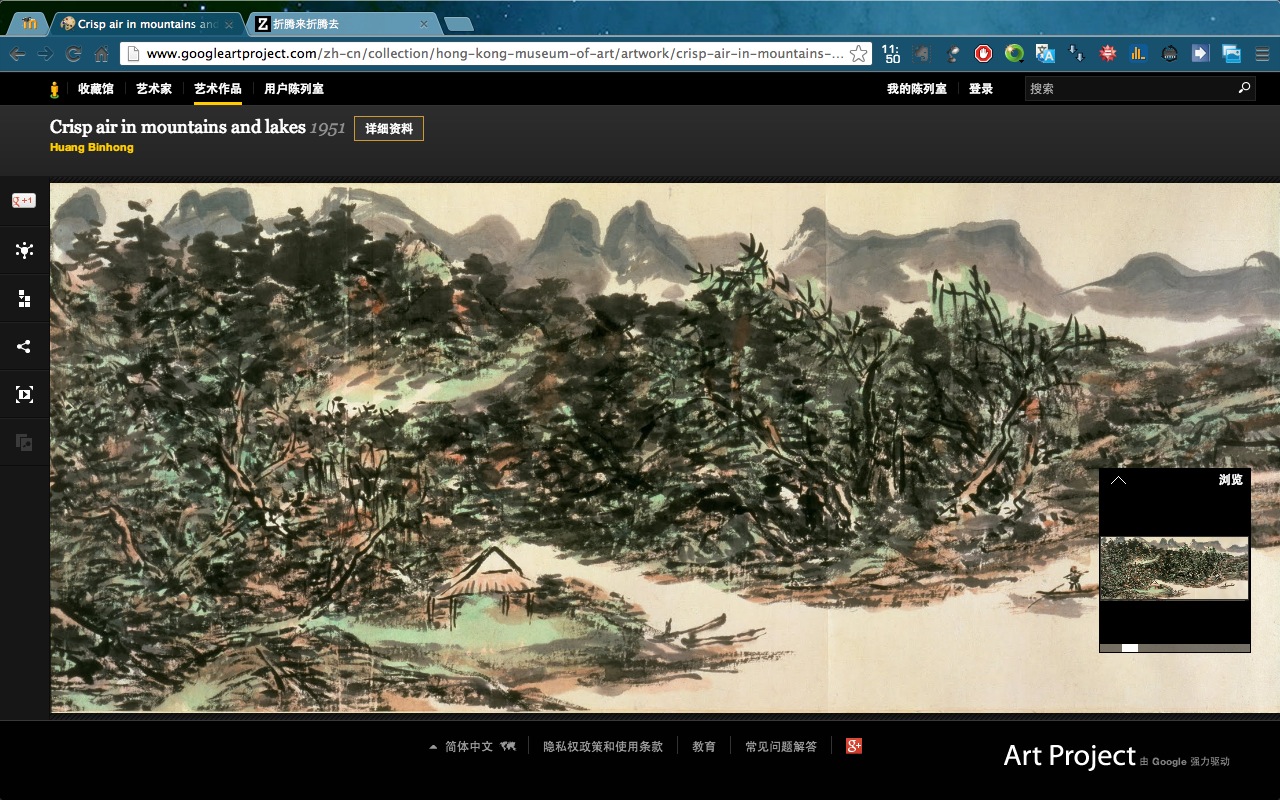 Crisp air in mountains and
折腾来折腾去
www.googleartproject.com/zh-cn/collection/hong-kong-museum-of-art/artwork/crisp-air-in-mountains-...
11:
50
收藏馆 艺术家 艺术作品 用户陈列室 我的陈列室 登录 搜索
Crisp air in mountains and lakes 1951 详细资料
Huang Binhong
g +1
浏览
简体中文 隐私权政策和使用条款 教育 常见问题解答 g+
Art Project 由 Google 强力驱动